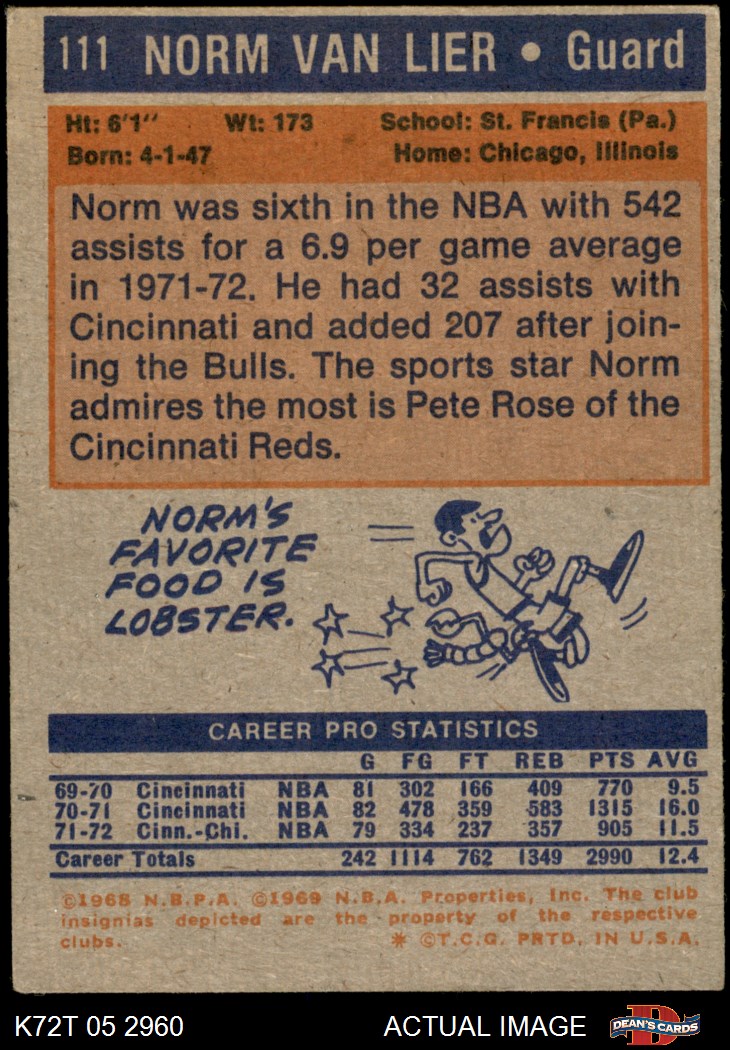 111 NORM VAN LIER • Guard
Ht: 6'1" Wt: 173 School: St. Francis (Pa.)
Born: 4-1-47 Home: Chicago, Illinois
Norm was sixth in the NBA with 542
assists for a 6.9 per game average
in 1971-72. He had 32 assists with
Cincinnati and added 207 after join-
ing the Bulls. The sports star Norm
admires the most is Pete Rose of the
Cincinnati Reds.
NORM'S
FAVORITE
FOOD IS
LOBSTER.
CAREER PRO STATISTICS
G FG FT REB PTS AVG
69-70 Cincinnati NBA 81 302 166 409 770 9.5
70-71 Cincinnati NBA 82 478 359 583 1315 16.0
71-72 Cinn.-Chi. NBA 79 334 237 357 905 11.5
Career Totals 242 1114 762 1349 2990 12.4
©1968 N.B.P.A. ©1969 N.B.A. Properties, Inc. The club
insignias depicted are the property of the respective
clubs. * ©T.C.G. PRTD. IN U.S.A.
K72T 05 2960 ACTUAL IMAGE DEAN'S CARDS